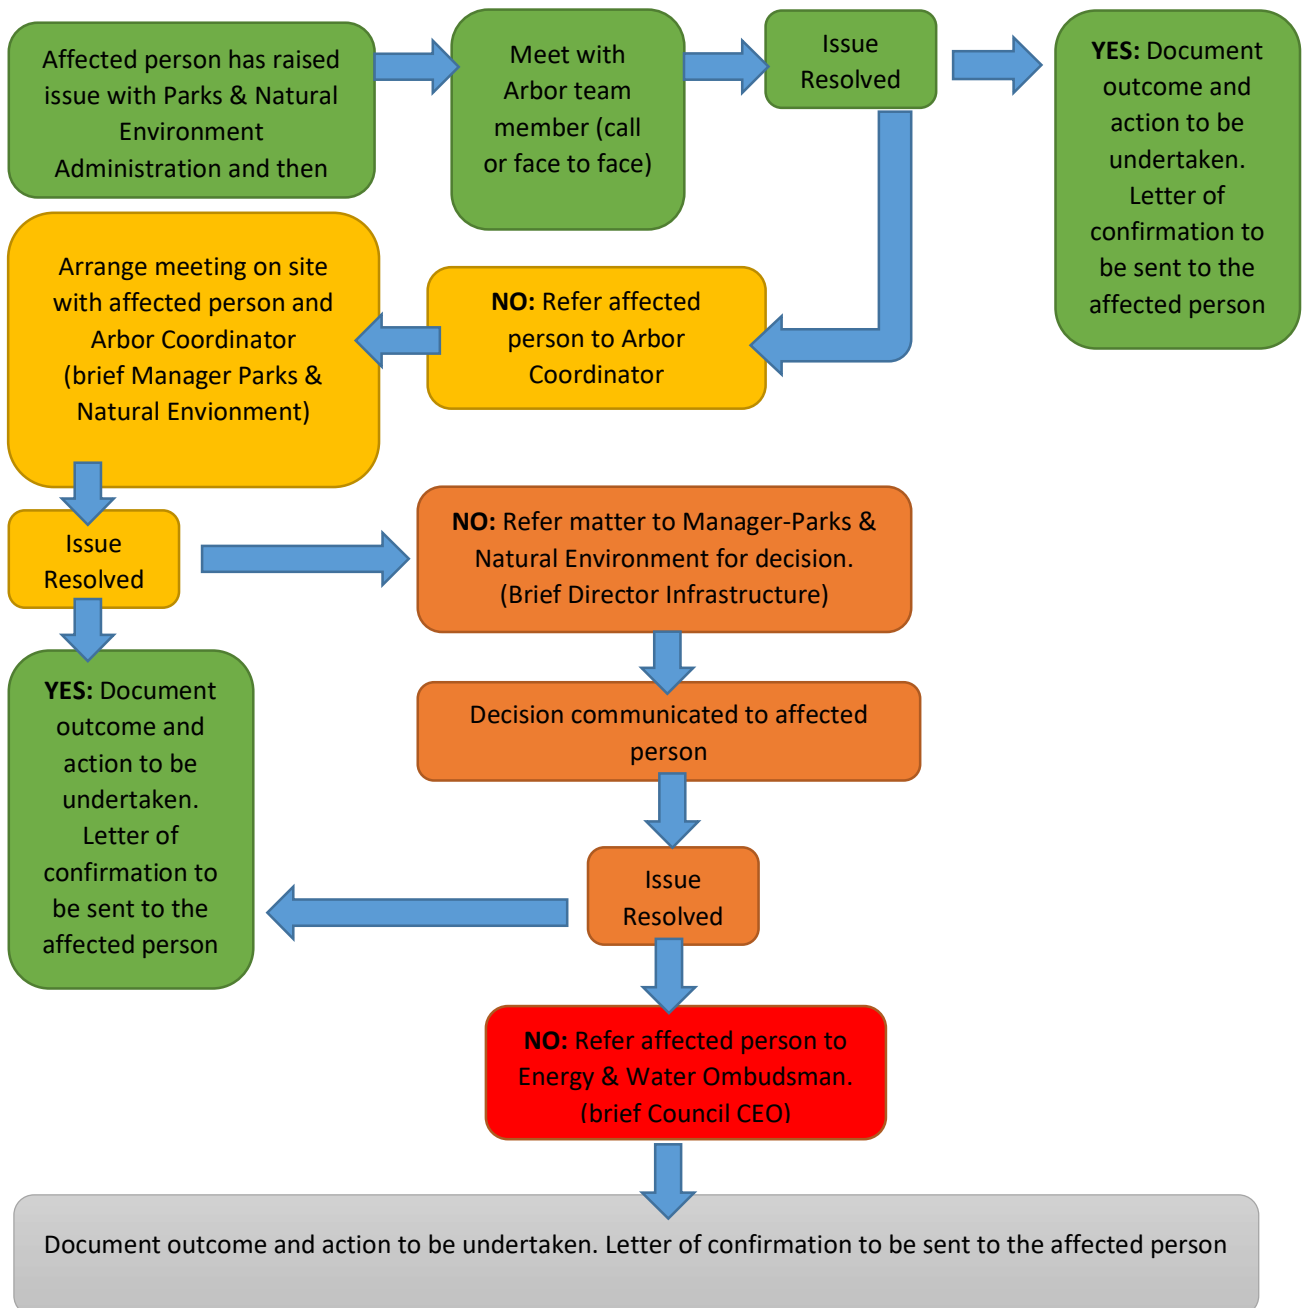 Affected person has raised
issue with Parks & Natural
Environment
Administration and then
Meet with
Arbor team
member (call
or face to face)
Issue
Resolved
YES: Document
outcome and
action to be
undertaken.
Letter of
confirmation to
be sent to the
affected person
NO: Refer affected
person to Arbor
Coordinator
Arrange meeting on site
with affected person and
Arbor Coordinator
(brief Manager Parks &
Natural Envionment)
Issue
Resolved
NO: Refer matter to Manager-Parks &
Natural Environment for decision.
(Brief Director Infrastructure)
YES: Document
outcome and
action to be
undertaken.
Letter of
confirmation to
be sent to the
affected person
Decision communicated to affected
person
Issue
Resolved
NO: Refer affected person to
Energy & Water Ombudsman.
(brief Council CEO)
Document outcome and action to be undertaken. Letter of confirmation to be sent to the affected person